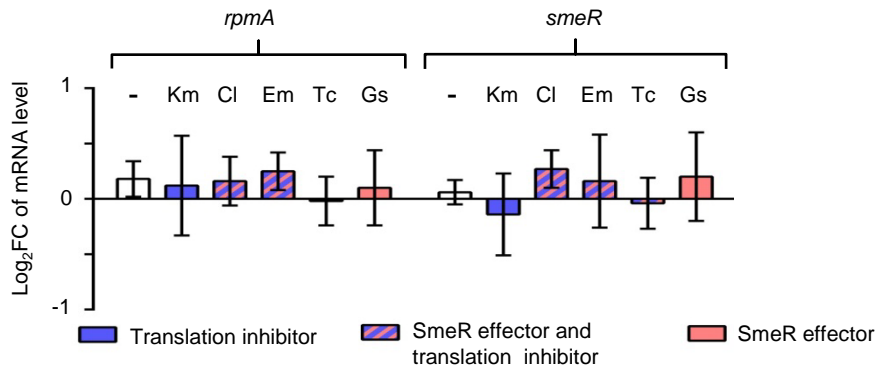 rpmA smeR
- Km Cl Em Tc Gs - Km Cl Em Tc Gs
1
0
-1
Log₂FC of mRNA level
Translation inhibitor
SmeR effector and
translation inhibitor
SmeR effector